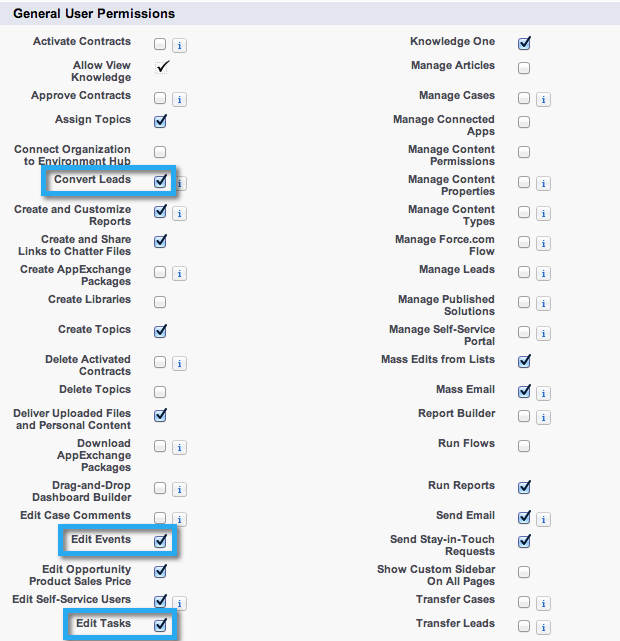 General User Permissions
Activate Contracts
Allow View
Knowledge
Approve Contracts
Assign Topics
Connect Organization
to Environment Hub
Convert Leads
Create and Customize
Reports
Create and Share
Links to Chatter Files
Create AppExchange
Packages
Create Libraries
Create Topics
Delete Activated
Contracts
Delete Topics
Deliver Uploaded Files
and Personal Content
Download
AppExchange
Packages
Drag-and-Drop
Dashboard Builder
Edit Case Comments
Edit Events
Edit Opportunity
Product Sales Price
Edit Self-Service Users
Edit Tasks
Knowledge One
Manage Articles
Manage Cases
Manage Connected
Apps
Manage Content
Permissions
Manage Content
Properties
Manage Content
Types
Manage Force.com
Flow
Manage Leads
Manage Published
Solutions
Manage Self-Service
Portal
Mass Edits from Lists
Mass Email
Report Builder
Run Flows
Run Reports
Send Email
Send Stay-in-Touch
Requests
Show Custom Sidebar
On All Pages
Transfer Cases
Transfer Leads